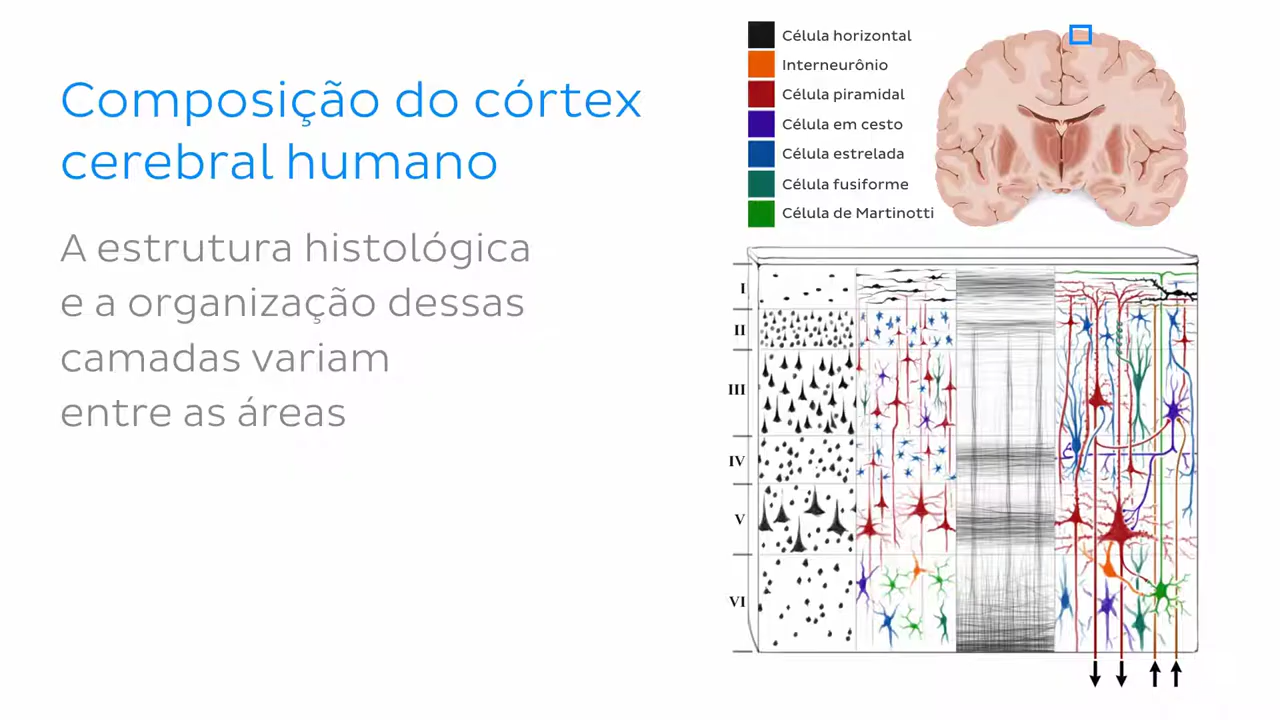 Composição do córtex
cerebral humano
A estrutura histológica
e a organização dessas
camadas variam
entre as áreas
Célula horizontal
Interneurônio
Célula piramidal
Célula em cesto
Célula estrelada
Célula fusiforme
Célula de Martinotti
I
II
III
IV
V
VI